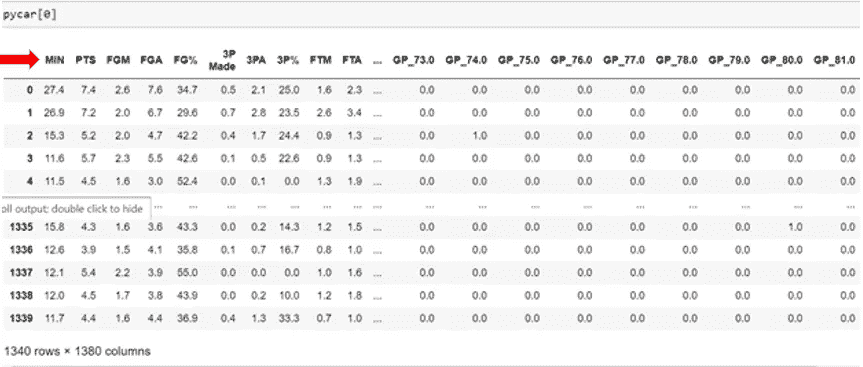 pycar[0]
MIN PTS FGM FGA FG% 3P Made 3PA 3P% FTM FTA ... GP_73.0 GP_74.0 GP_75.0 GP_76.0 GP_77.0 GP_78.0 GP_79.0 GP_80.0 GP_81.0
0 27.4 7.4 2.6 7.6 34.7 0.5 2.1 25.0 1.6 2.3 ... 0.0 0.0 0.0 0.0 0.0 0.0 0.0 0.0 0.0
1 26.9 7.2 2.0 6.7 29.6 0.7 2.8 23.5 2.6 3.4 ... 0.0 0.0 0.0 0.0 0.0 0.0 0.0 0.0 0.0
2 15.3 5.2 2.0 4.7 42.2 0.4 1.7 24.4 0.9 1.3 ... 0.0 1.0 0.0 0.0 0.0 0.0 0.0 0.0 0.0
3 11.6 5.7 2.3 5.5 42.6 0.1 0.5 22.6 0.9 1.3 ... 0.0 0.0 0.0 0.0 0.0 0.0 0.0 0.0 0.0
4 11.5 4.5 1.6 3.0 52.4 0.0 0.1 0.0 1.3 1.9 ... 0.0 0.0 0.0 0.0 0.0 0.0 0.0 0.0 0.0
oll output: double click to hide ... ... ... ... ... ... ... ... ... ... ... ... ... ... ... ... ... ...
1335 15.8 4.3 1.6 3.6 43.3 0.0 0.2 14.3 1.2 1.5 ... 0.0 0.0 0.0 0.0 0.0 0.0 0.0 1.0 0.0
1336 12.6 3.9 1.5 4.1 35.8 0.1 0.7 16.7 0.8 1.0 ... 0.0 0.0 0.0 0.0 0.0 0.0 0.0 0.0 0.0
1337 12.1 5.4 2.2 3.9 55.0 0.0 0.0 0.0 1.0 1.6 ... 0.0 0.0 0.0 0.0 0.0 0.0 0.0 0.0 0.0
1338 12.0 4.5 1.7 3.8 43.9 0.0 0.2 10.0 1.2 1.8 ... 0.0 0.0 0.0 0.0 0.0 0.0 0.0 0.0 0.0
1339 11.7 4.4 1.6 4.4 36.9 0.4 1.3 33.3 0.7 1.0 ... 0.0 0.0 0.0 0.0 0.0 0.0 0.0 0.0 0.0
1340 rows × 1380 columns